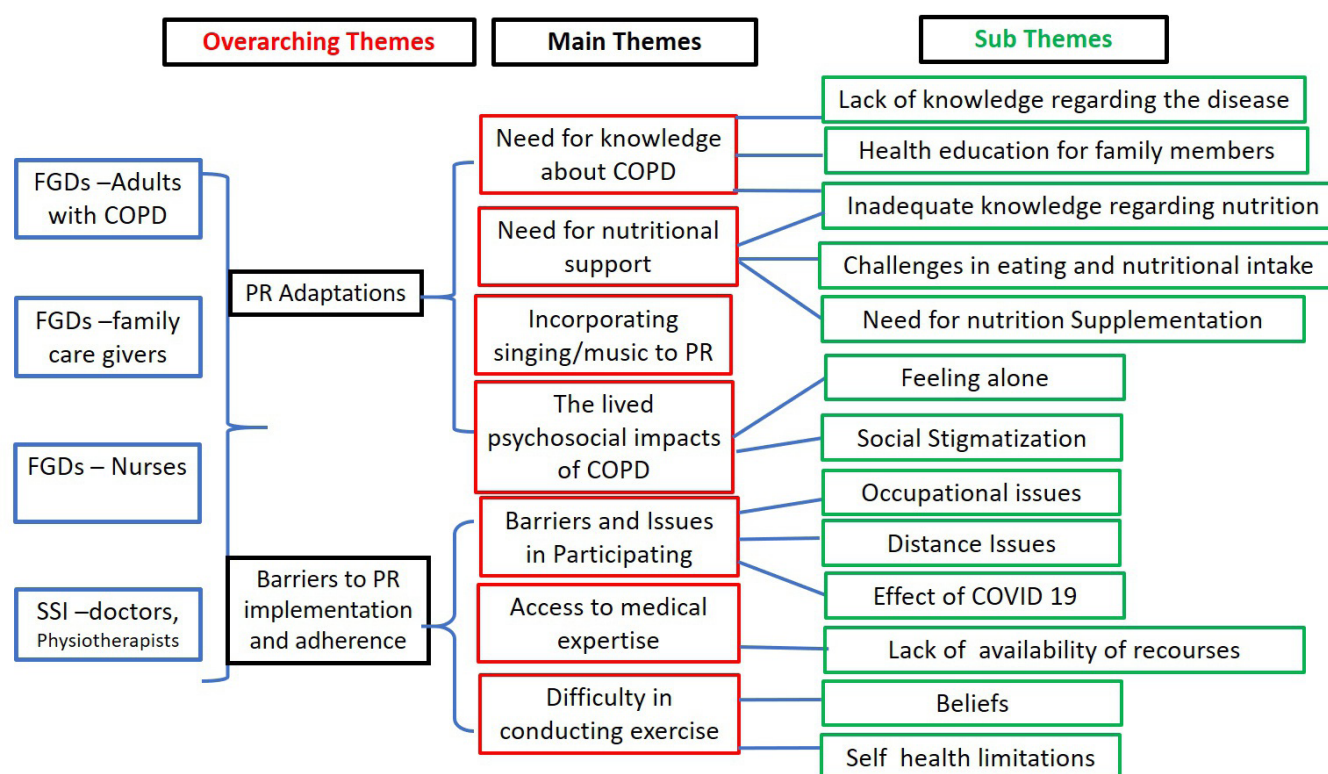 Overarching Themes
Main Themes
Sub Themes
FGDs –Adults
with COPD
FGDs –family
care givers
FGDs – Nurses
SSI –doctors,
Physiotherapists
PR Adaptations
Barriers to PR
implementation
and adherence
Need for knowledge
about COPD
Need for nutritional
support
Incorporating
singing/music to PR
The lived
psychosocial impacts
of COPD
Barriers and Issues
in Participating
Access to medical
expertise
Difficulty in
conducting exercise
Lack of knowledge regarding the disease
Health education for family members
Inadequate knowledge regarding nutrition
Challenges in eating and nutritional intake
Need for nutrition Supplementation
Feeling alone
Social Stigmatization
Occupational issues
Distance Issues
Effect of COVID 19
Lack of availability of recourses
Beliefs
Self health limitations